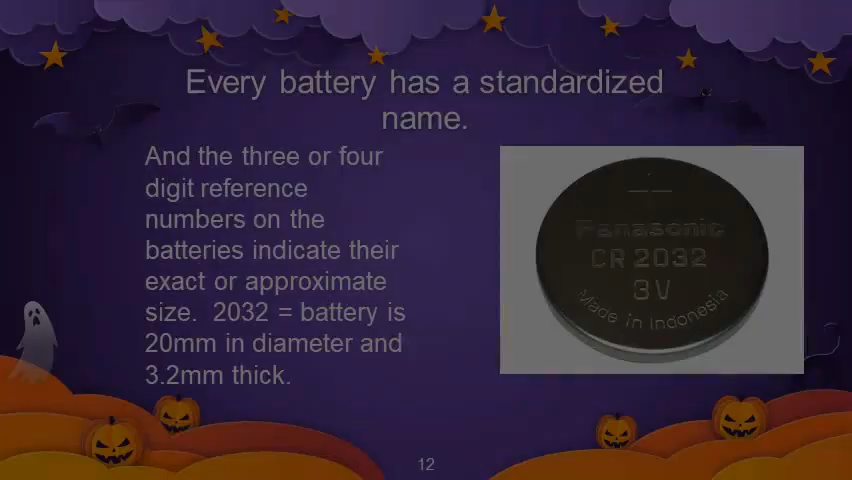 Every battery has a standardized
name.
And the three or four
digit reference
numbers on the
batteries indicate their
exact or approximate
size.  2032 = battery is
20mm in diameter and
3.2mm thick.
Panasonic
CR 2032
3V
Made in Indonesia
12